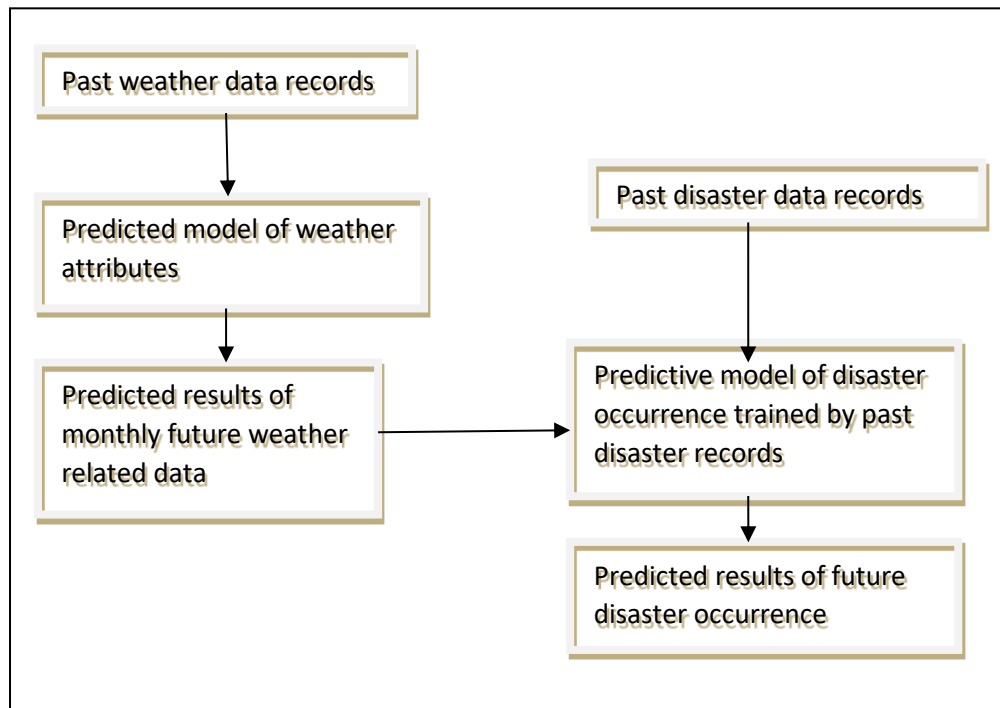 Past weather data records
Predicted model of weather
attributes
Predicted results of
monthly future weather
related data
Past disaster data records
Predictive model of disaster
occurrence trained by past
disaster records
Predicted results of future
disaster occurrence